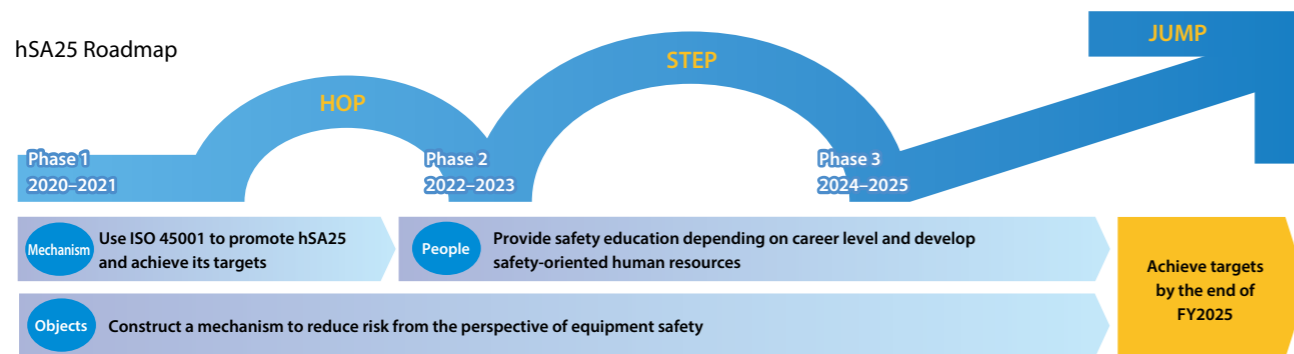 hSA25 Roadmap
HOP
STEP
JUMP
Phase 1
2020–2021
Phase 2
2022–2023
Phase 3
2024–2025
Mechanism
Use ISO 45001 to promote hSA25
and achieve its targets
People
Provide safety education depending on career level and develop
safety-oriented human resources
Objects
Construct a mechanism to reduce risk from the perspective of equipment safety
Achieve targets
by the end of
FY2025